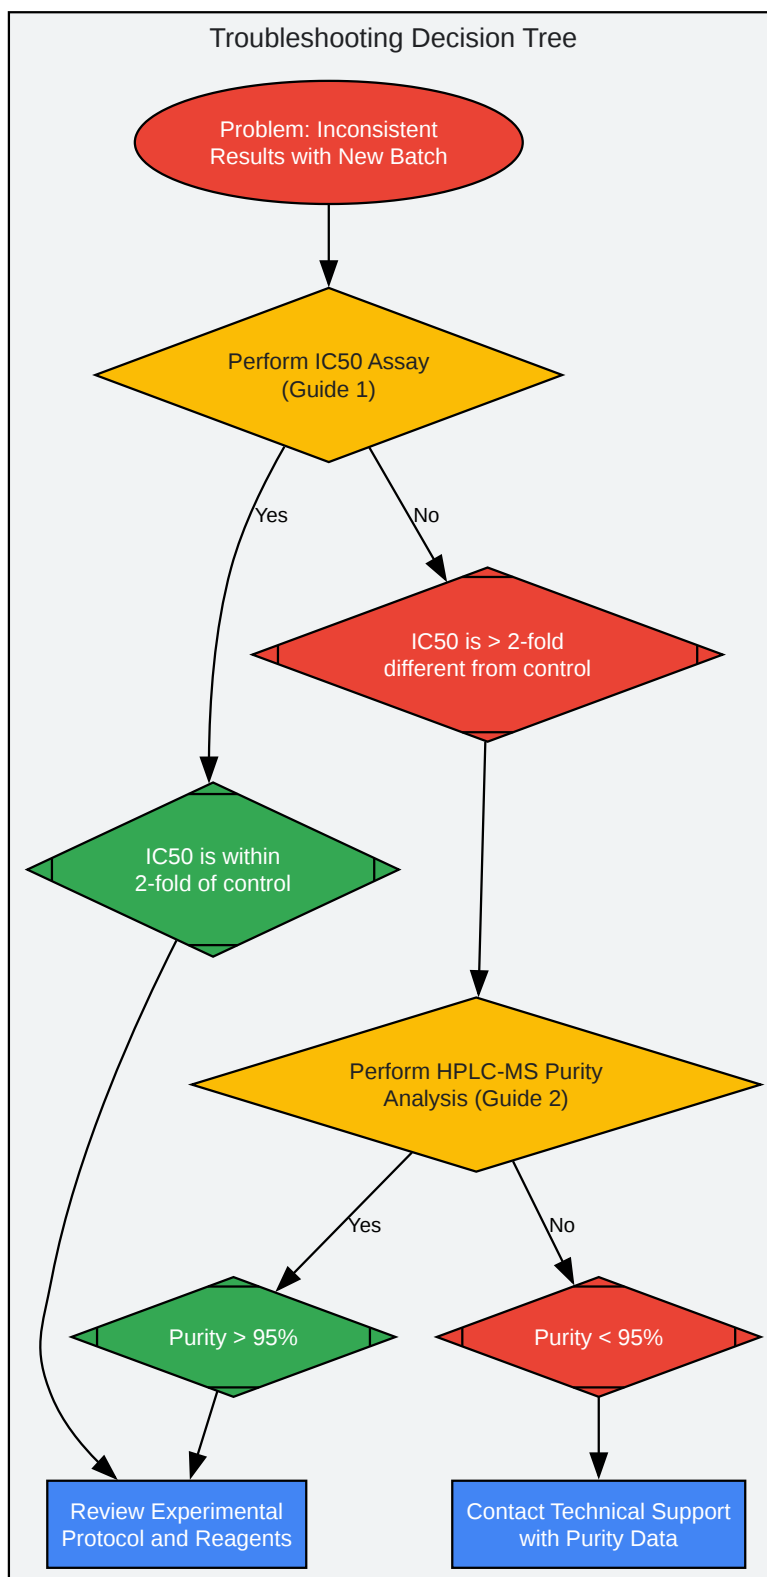 Troubleshooting Decision Tree
Problem: Inconsistent
Results with New Batch
Perform IC50 Assay
(Guide 1)
Yes
No
IC50 is > 2-fold
different from control
IC50 is within
2-fold of control
Perform HPLC-MS Purity
Analysis (Guide 2)
Yes
No
Purity > 95%
Purity < 95%
Review Experimental
Protocol and Reagents
Contact Technical Support
with Purity Data